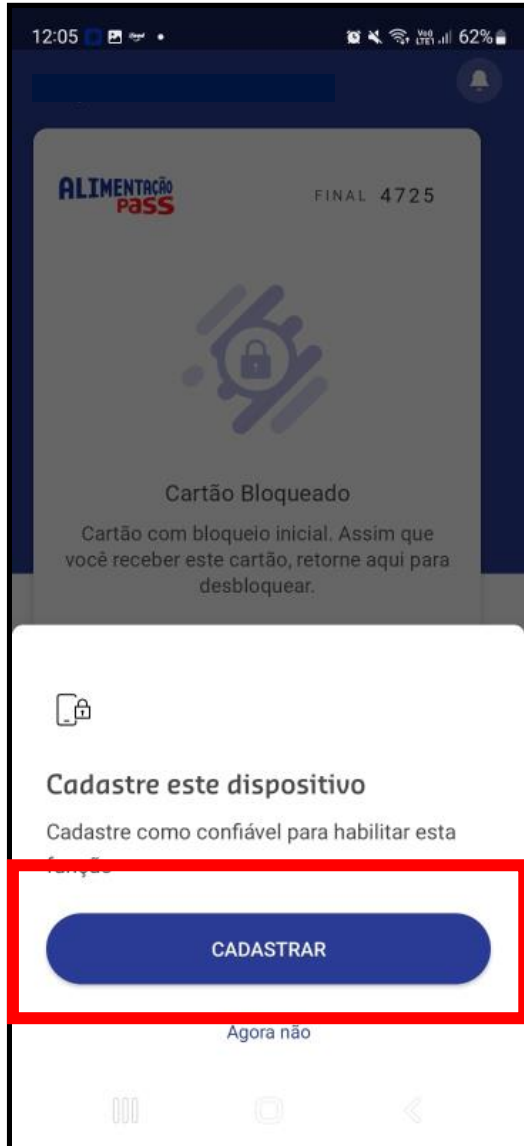 12:05 62%
ALIMENTAÇÃO
PASS
FINAL 4725
Cartão Bloqueado
Cartão com bloqueio inicial. Assim que
você receber este cartão, retorne aqui para
desbloquear.
Cadastre este dispositivo
Cadastre como confiável para habilitar esta
função
CADASTRAR
Agora não